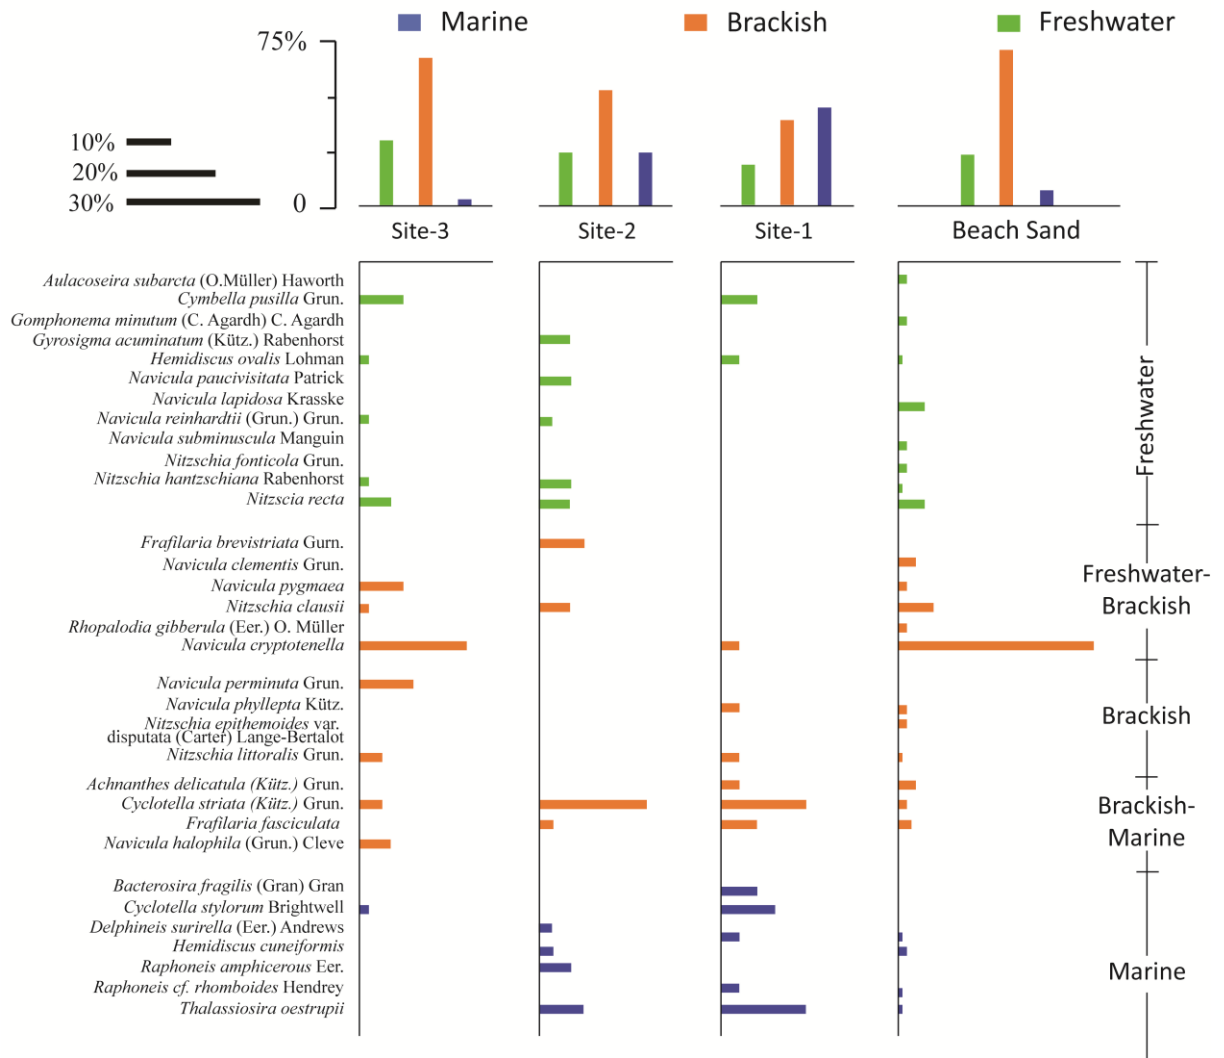 Marine
Brackish
Freshwater
75%
10%
20%
30%
0
Site-3
Site-2
Site-1
Beach Sand
Aulacoseira subarcta (O.Müller) Haworth
Cymbella pusilla Grun.
Gomphonema minutum (C. Agardh) C. Agardh
Gyrosigma acuminatum (Kütz.) Rabenhorst
Hemidiscus ovalis Lohman
Navicula paucivisitata Patrick
Navicula lapidosa Krasske
Navicula reinhardtii (Grun.) Grun.
Navicula subminuscula Manguin
Nitzschia fonticola Grun.
Nitzschia hantzschiana Rabenhorst
Nitzscia recta
Freshwater
Frafilaria brevistriata Gurn.
Navicula clementis Grun.
Navicula pygmaea
Nitzschia clausii
Rhopalodia gibberula (Eer.) O. Müller
Navicula cryptotenella
Freshwater-
Brackish
Navicula perminuta Grun.
Navicula phyllepta Kütz.
Nitzschia epithemoides var.
disputata (Carter) Lange-Bertalot
Nitzschia littoralis Grun.
Brackish
Achnanthes delicatula (Kütz.) Grun.
Cyclotella striata (Kütz.) Grun.
Frafilaria fasciculata
Navicula halophila (Grun.) Cleve
Brackish-
Marine
Bacterosira fragilis (Gran) Gran
Cyclotella stylorum Brightwell
Delphineis surirella (Eer.) Andrews
Hemidiscus cuneiformis
Raphoneis amphicerous Eer.
Raphoneis cf. rhomboides Hendrey
Thalassiosira oestrupii
Marine